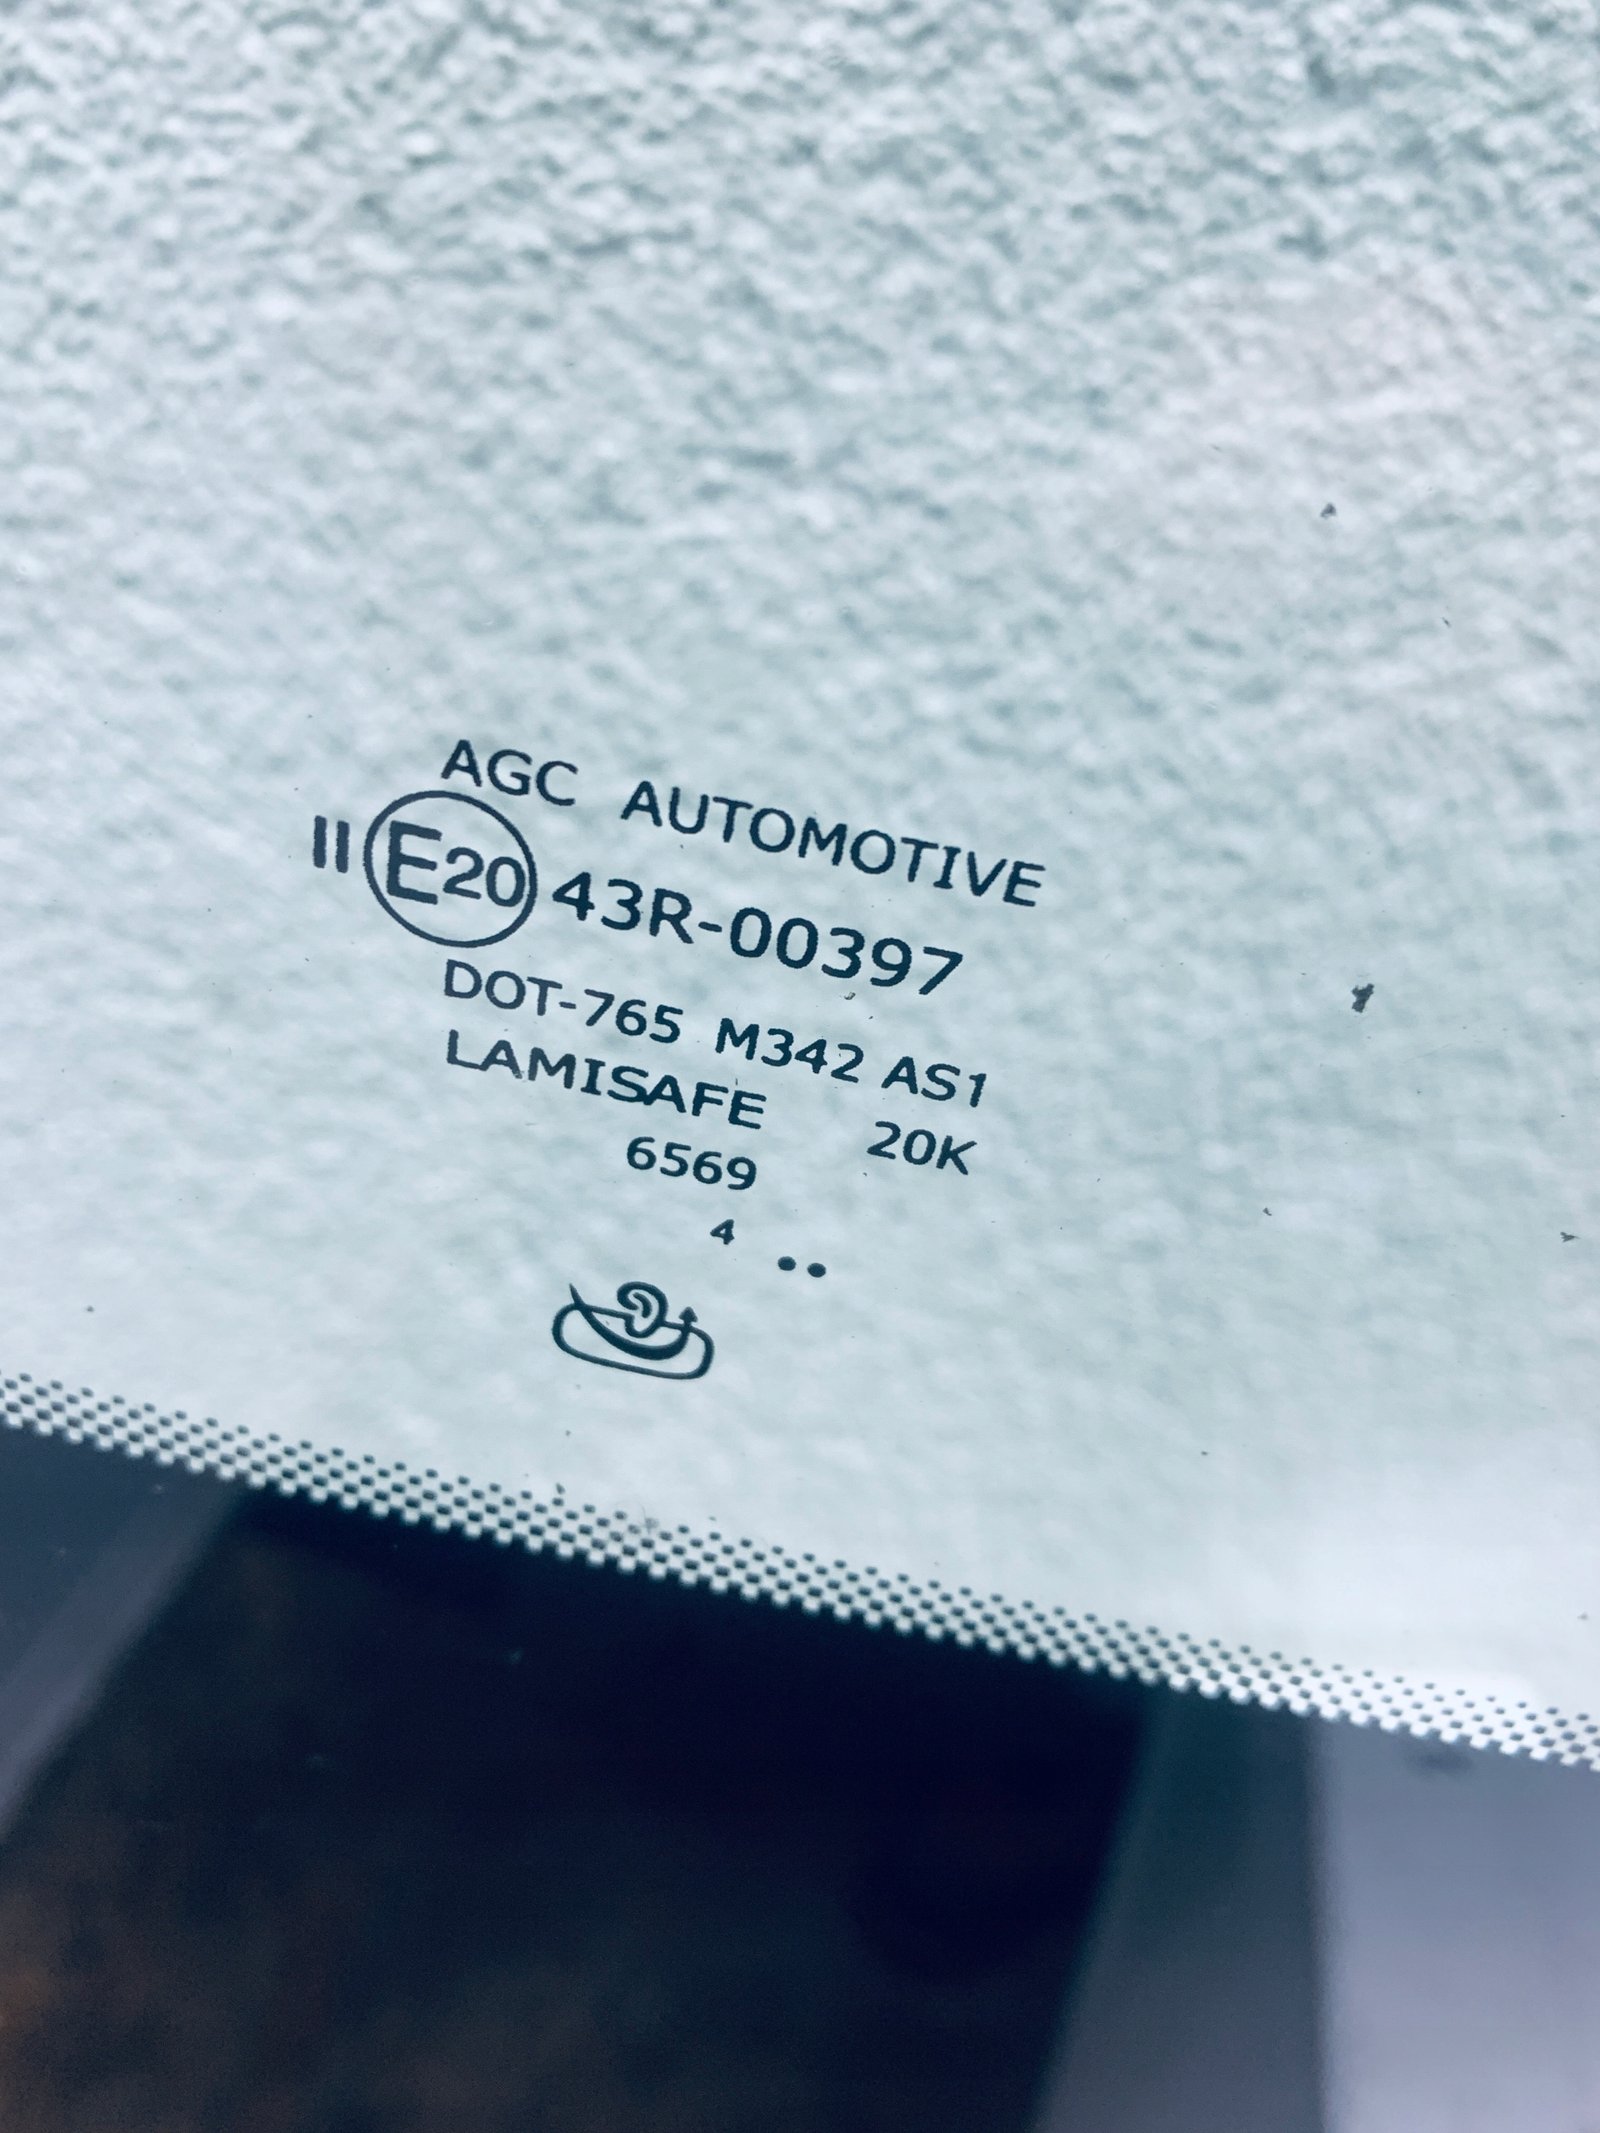 AGC AUTOMOTIVE
II E20 43R-00397
DOT-765 M342 AS1
LAMISAFE 20K
6569
4 ••